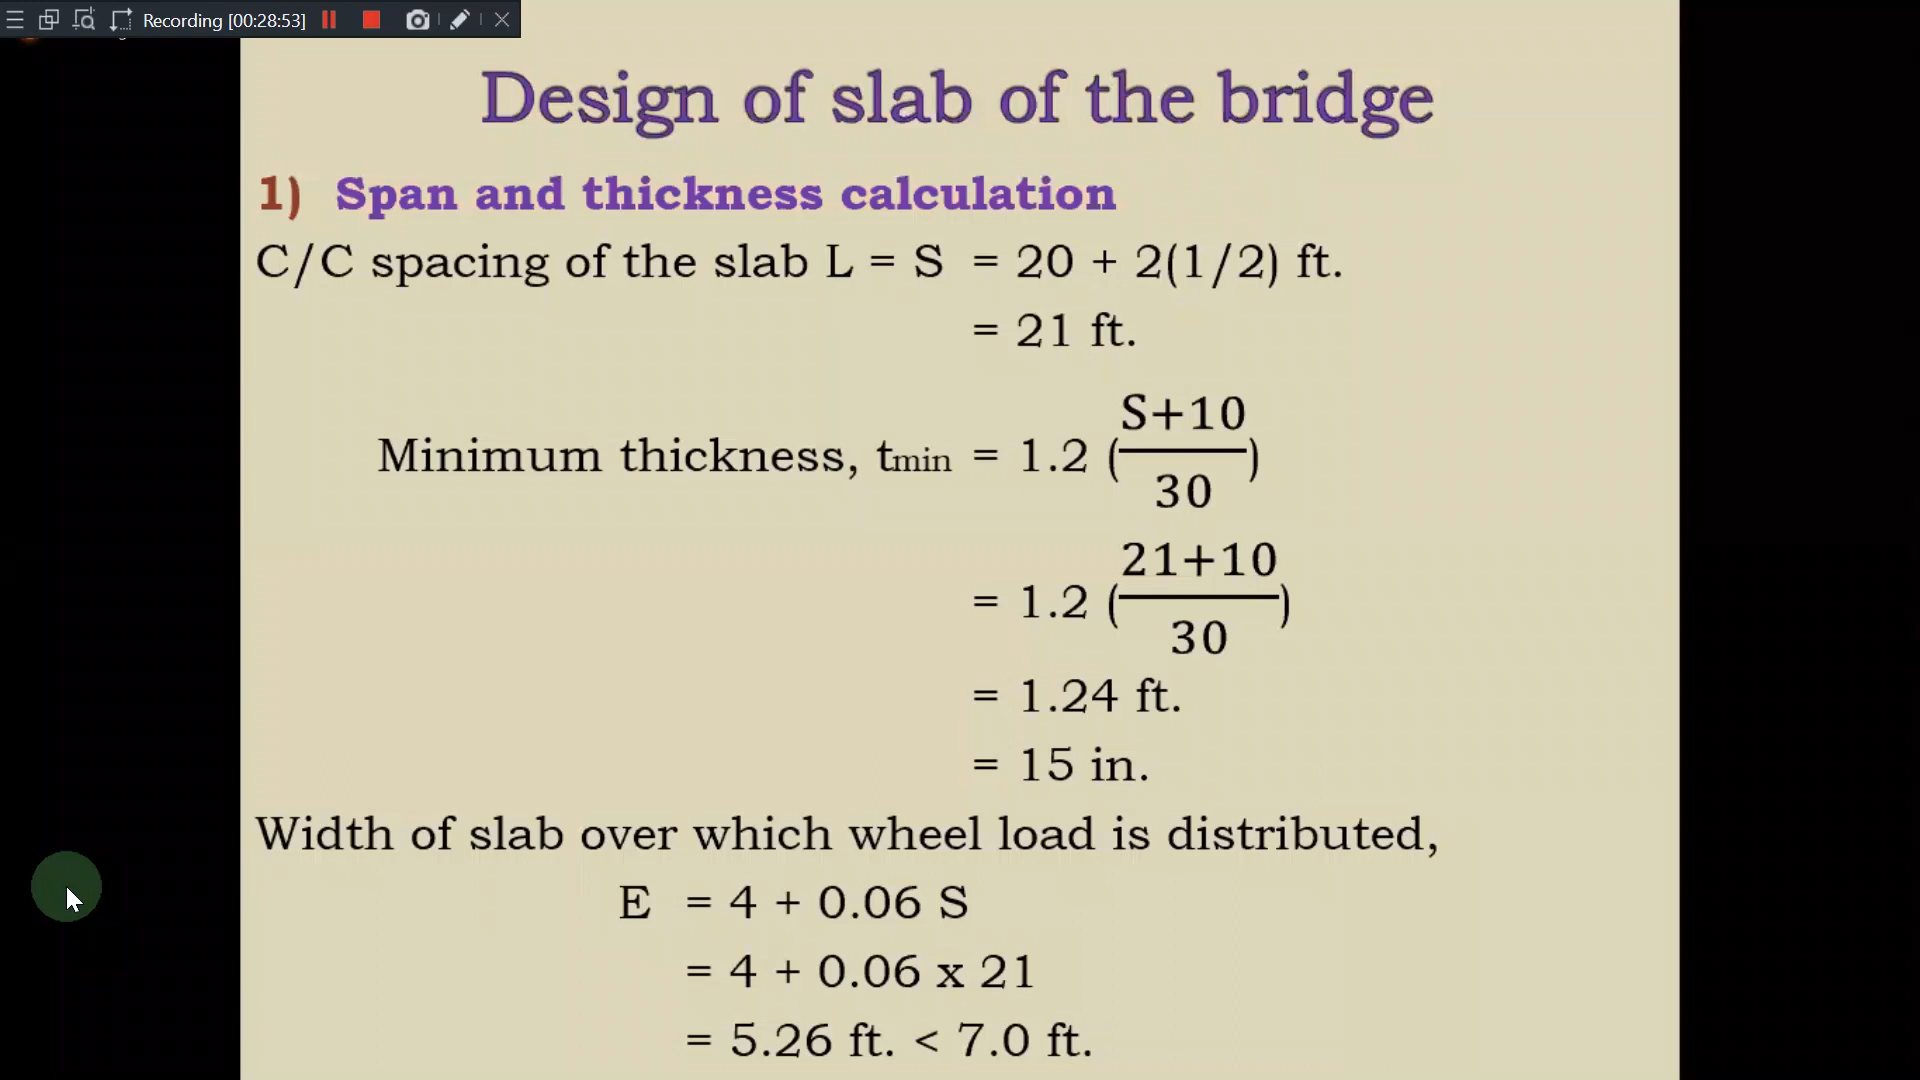 Recording [00:28:53]
Design of slab of the bridge
1) Span and thickness calculation
C/C spacing of the slab L = S = 20 + 2(1/2) ft.
= 21 ft.
Minimum thickness, tmin = 1.2 (S+10/30)
= 1.2 (21+10/30)
= 1.24 ft.
= 15 in.
Width of slab over which wheel load is distributed,
E = 4 + 0.06 S
= 4 + 0.06 x 21
= 5.26 ft. < 7.0 ft.